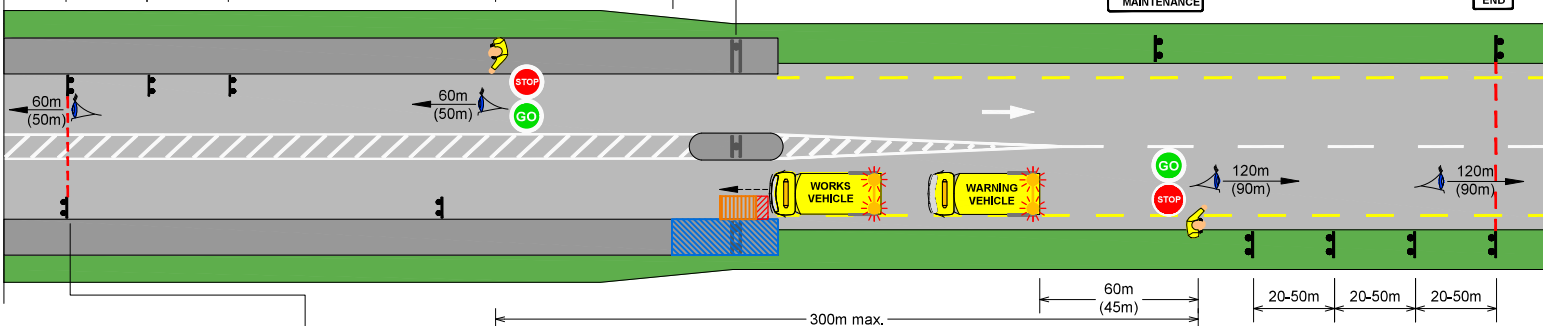 MAINTENANCE
END
60m
(50m)
60m
(50m)
STOP
GO
WORKS
VEHICLE
WARNING
VEHICLE
GO
STOP
120m
(90m)
120m
(90m)
60m
(45m)
20-50m
20-50m
20-50m
300m max.